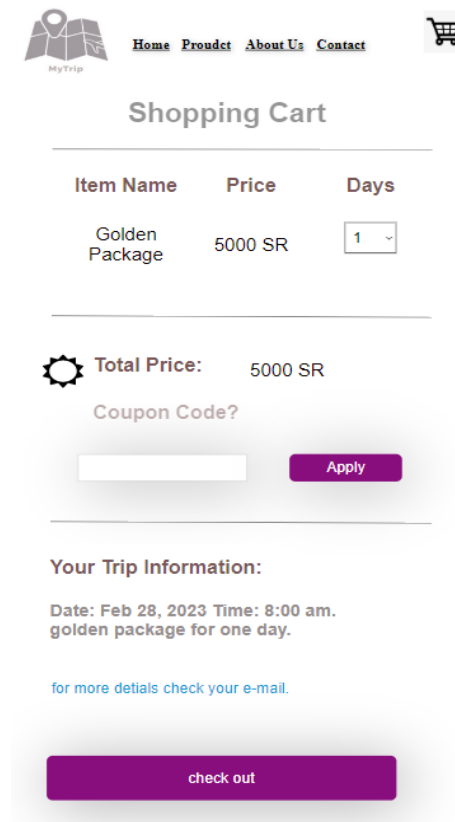 MyTrip
Home Proudct About Us Contact
Shopping Cart
Item Name Price Days
Golden
Package
5000 SR
1
Total Price: 5000 SR
Coupon Code?
Apply
Your Trip Information:
Date: Feb 28, 2023 Time: 8:00 am.
golden package for one day.
for more detials check your e-mail.
check out